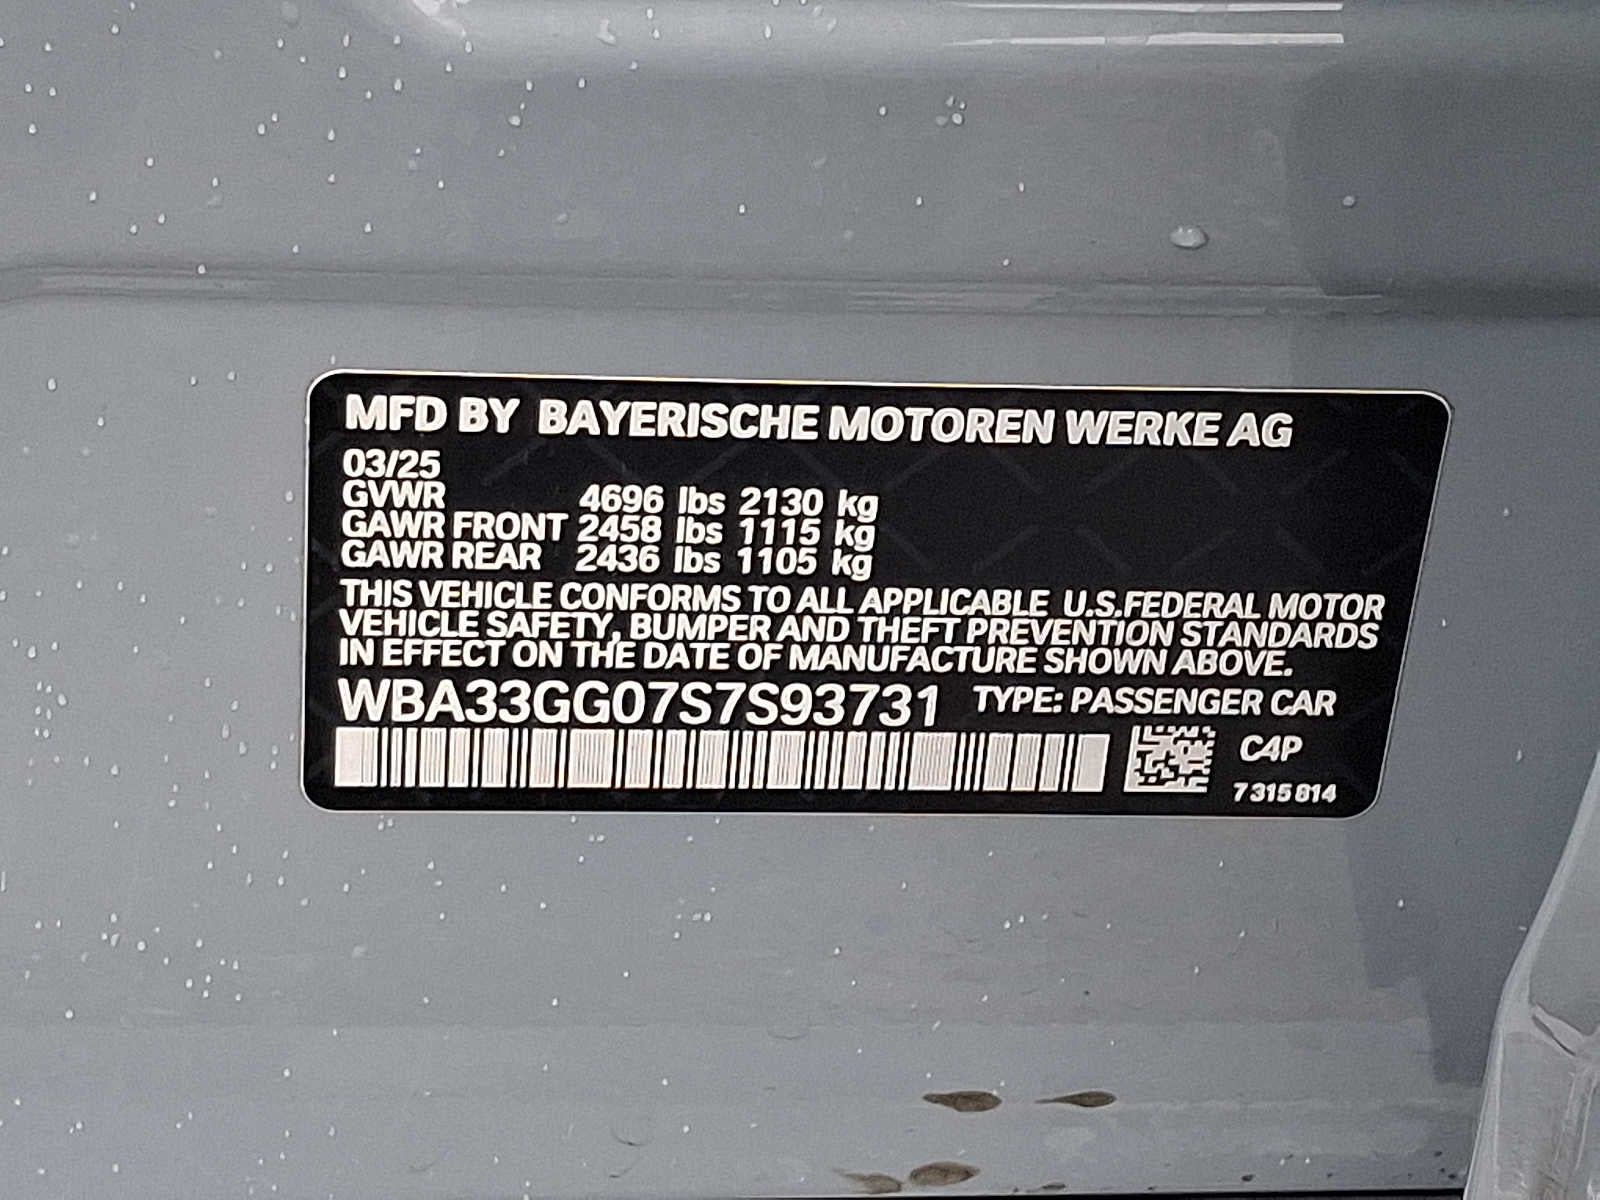 MFD BY BAYERISCHE MOTOREN WERKE AG
03/25
GVWR 4696 lbs 2130 kg
GAWR FRONT 2458 lbs 1115 kg
GAWR REAR 2436 lbs 1105 kg
THIS VEHICLE CONFORMS TO ALL APPLICABLE U.S.FEDERAL MOTOR
VEHICLE SAFETY, BUMPER AND THEFT PREVENTION STANDARDS
IN EFFECT ON THE DATE OF MANUFACTURE SHOWN ABOVE.
WBA33GG07S7S93731 TYPE: PASSENGER CAR
C4P
7 315 814